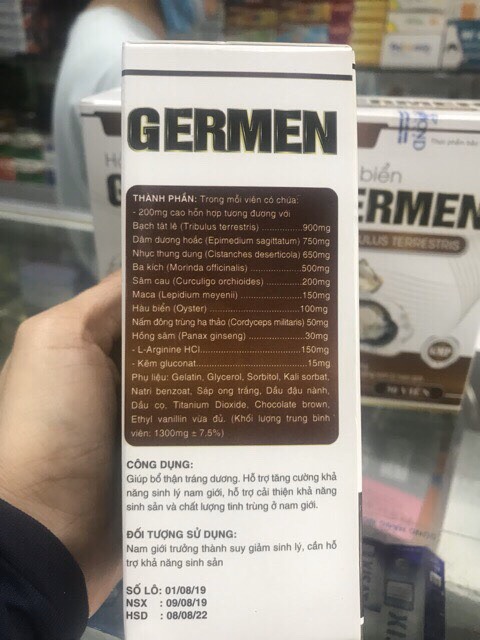 GERMEN
THÀNH PHẦN: Trong mỗi viên có chứa:
- 200mg cao hỗn hợp tương đương với
Bạch tật lê (Tribulus terrestris) ................900mg
Dâm dương hoắc (Epimedium sagittatum) 750mg
Nhục thung dung (Cistanches deserticola) 650mg
Ba kích (Morinda officinalis) ....................500mg
Sâm cau (Curculigo orchioides) ................200mg
Maca (Lepidium meyenii) ........................150mg
Hàu biển (Oyster) ..................................100mg
Nấm đông trùng hạ thảo (Cordyceps militaris) 50mg
Hồng sâm (Panax ginseng) ......................30mg
- L-Arginine HCl ....................................150mg
- Kẽm gluconat ......................................15mg
Phụ liệu: Gelatin, Glycerol, Sorbitol, Kali sorbat,
Natri benzoat, Sáp ong trắng, Dầu đậu nành,
Dầu cọ, Titanium Dioxide, Chocolate brown,
Ethyl vanillin vừa đủ. (Khối lượng trung bình
viên: 1300mg ± 7,5%)
CÔNG DỤNG:
Giúp bổ thận tráng dương. Hỗ trợ tăng cường khả
năng sinh lý nam giới, hỗ trợ cải thiện khả năng
sinh sản và chất lượng tinh trùng ở nam giới.
ĐỐI TƯỢNG SỬ DỤNG:
Nam giới trưởng thành suy giảm sinh lý, cần hỗ
trợ khả năng sinh sản
SỐ LÔ: 01/08/19
NSX : 09/08/19
HSD : 08/08/22
biển
ERMEN
ULUS TERRESTRIS